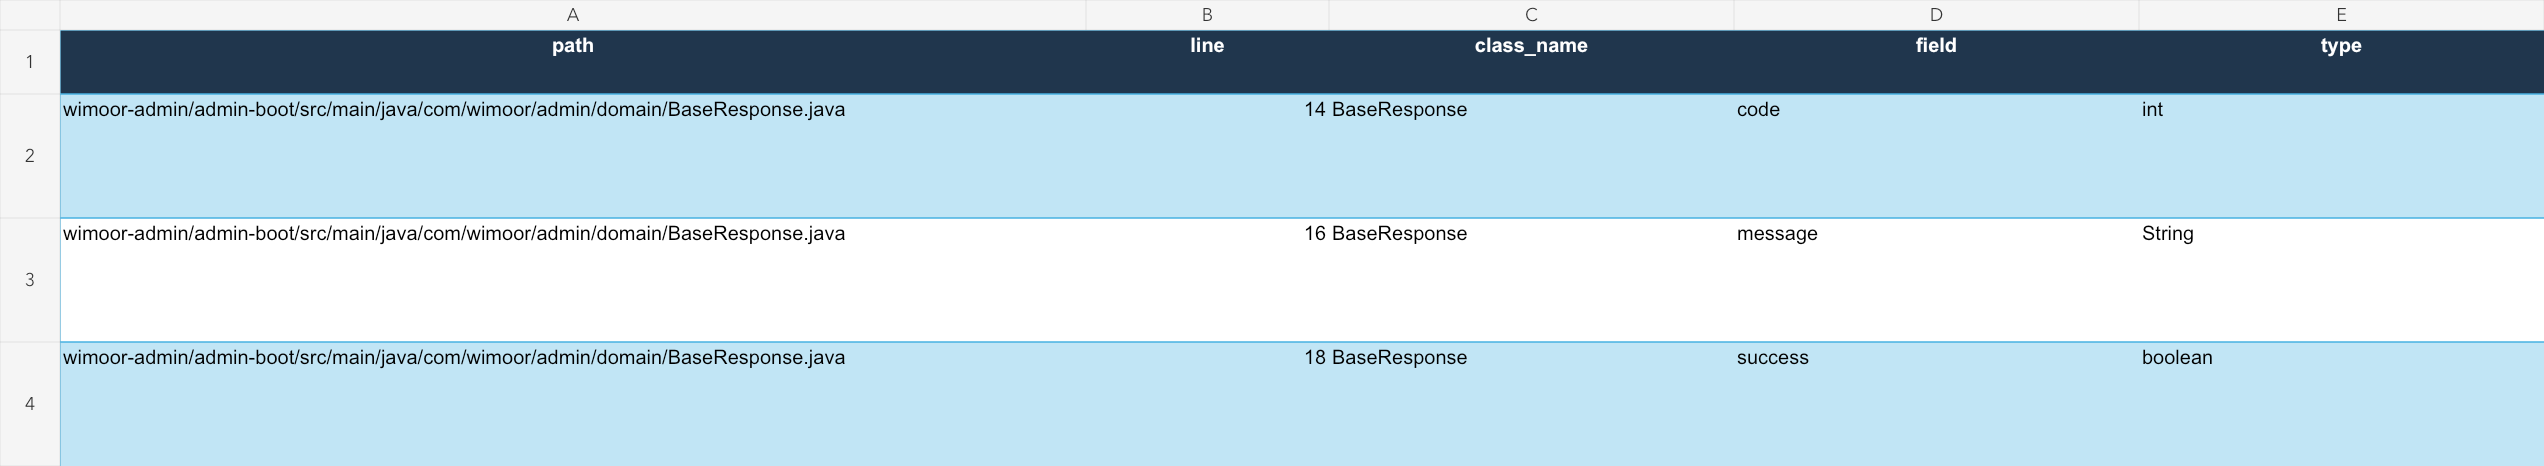 A B C D E
1 path line class_name field type
2 wimoor-admin/admin-boot/src/main/java/com/wimoor/admin/domain/BaseResponse.java 14 BaseResponse code int
3 wimoor-admin/admin-boot/src/main/java/com/wimoor/admin/domain/BaseResponse.java 16 BaseResponse message String
4 wimoor-admin/admin-boot/src/main/java/com/wimoor/admin/domain/BaseResponse.java 18 BaseResponse success boolean